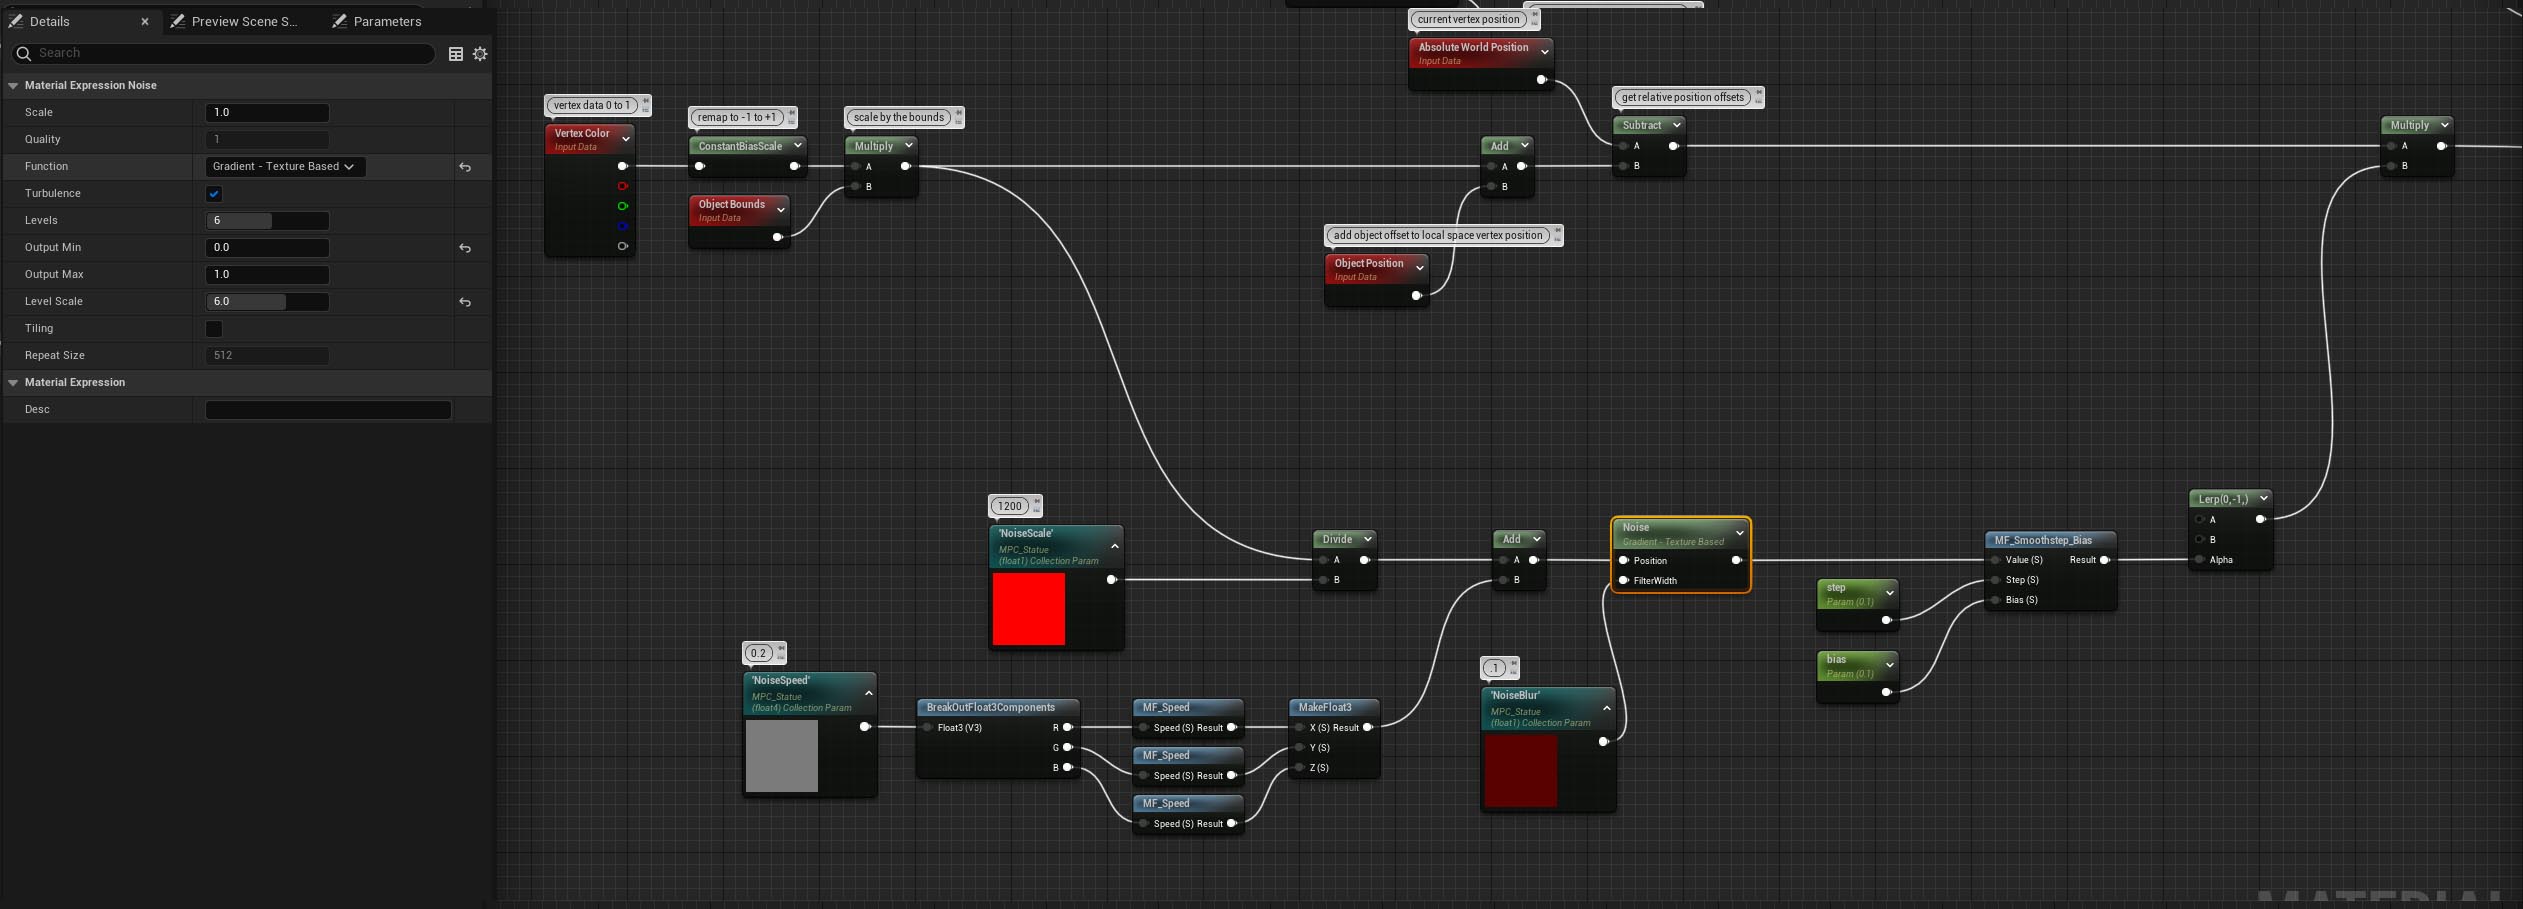 Details
Preview Scene S...
Parameters
Search
Material Expression Noise
Scale 1.0
Quality 1
Function Gradient - Texture Based
Turbulence
Levels 6
Output Min 0.0
Output Max 1.0
Level Scale 6.0
Tiling
Repeat Size 512
Material Expression
Desc
current vertex position
Absolute World Position
Input Data
vertex data 0 to 1
Vertex Color
Input Data
remap to -1 to +1
ConstantBiasScale
Object Bounds
Input Data
scale by the bounds
Multiply
A
B
Add
A
B
get relative position offsets
Subtract
A
B
Multiply
A
B
add object offset to local space vertex position
Object Position
Input Data
1200
'NoiseScale'
MPC_Statue
(float1) Collection Param
Divide
A
B
Add
A
B
Noise
Gradient - Texture Based
Position
FilterWidth
step
Param (0.1)
bias
Param (0.1)
MF_Smoothstep_Bias
Value (S) Result
Step (S)
Bias (S)
Lerp(0,-1,)
A
B
Alpha
0.2
'NoiseSpeed'
MPC_Statue
(float4) Collection Param
BreakOutFloat3Components
Float3 (V3) R
G
B
MF_Speed
Speed (S) Result
MF_Speed
Speed (S) Result
MF_Speed
Speed (S) Result
MakeFloat3
X (S) Result
Y (S)
Z (S)
.1
'NoiseBlur'
MPC_Statue
(float1) Collection Param
MATERIAL